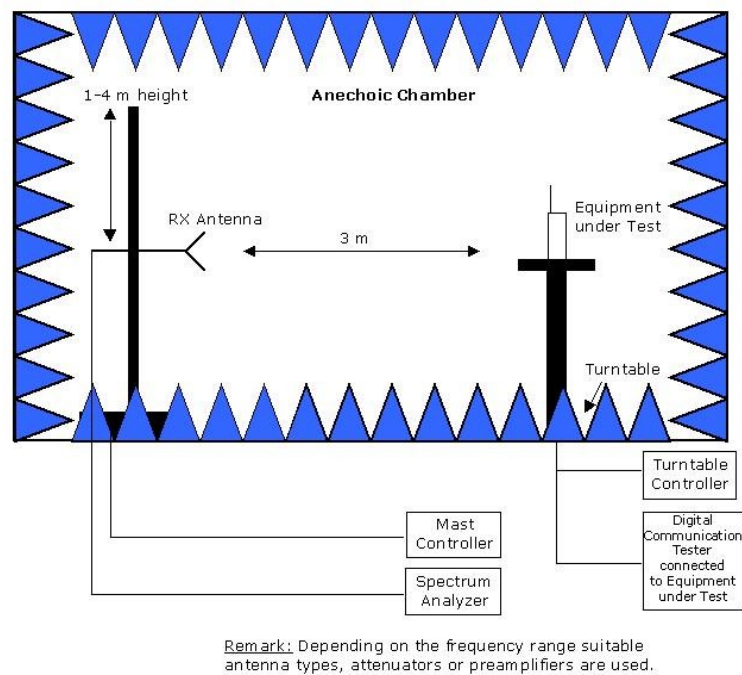 1-4 m height
Anechoic Chamber
RX Antenna
3 m
Equipment
under Test
Turntable
Turntable
Controller
Mast
Controller
Digital
Communication
Tester
connected
to Equipment
under Test
Spectrum
Analyzer
Remark: Depending on the frequency range suitable
antenna types, attenuators or preamplifiers are used.